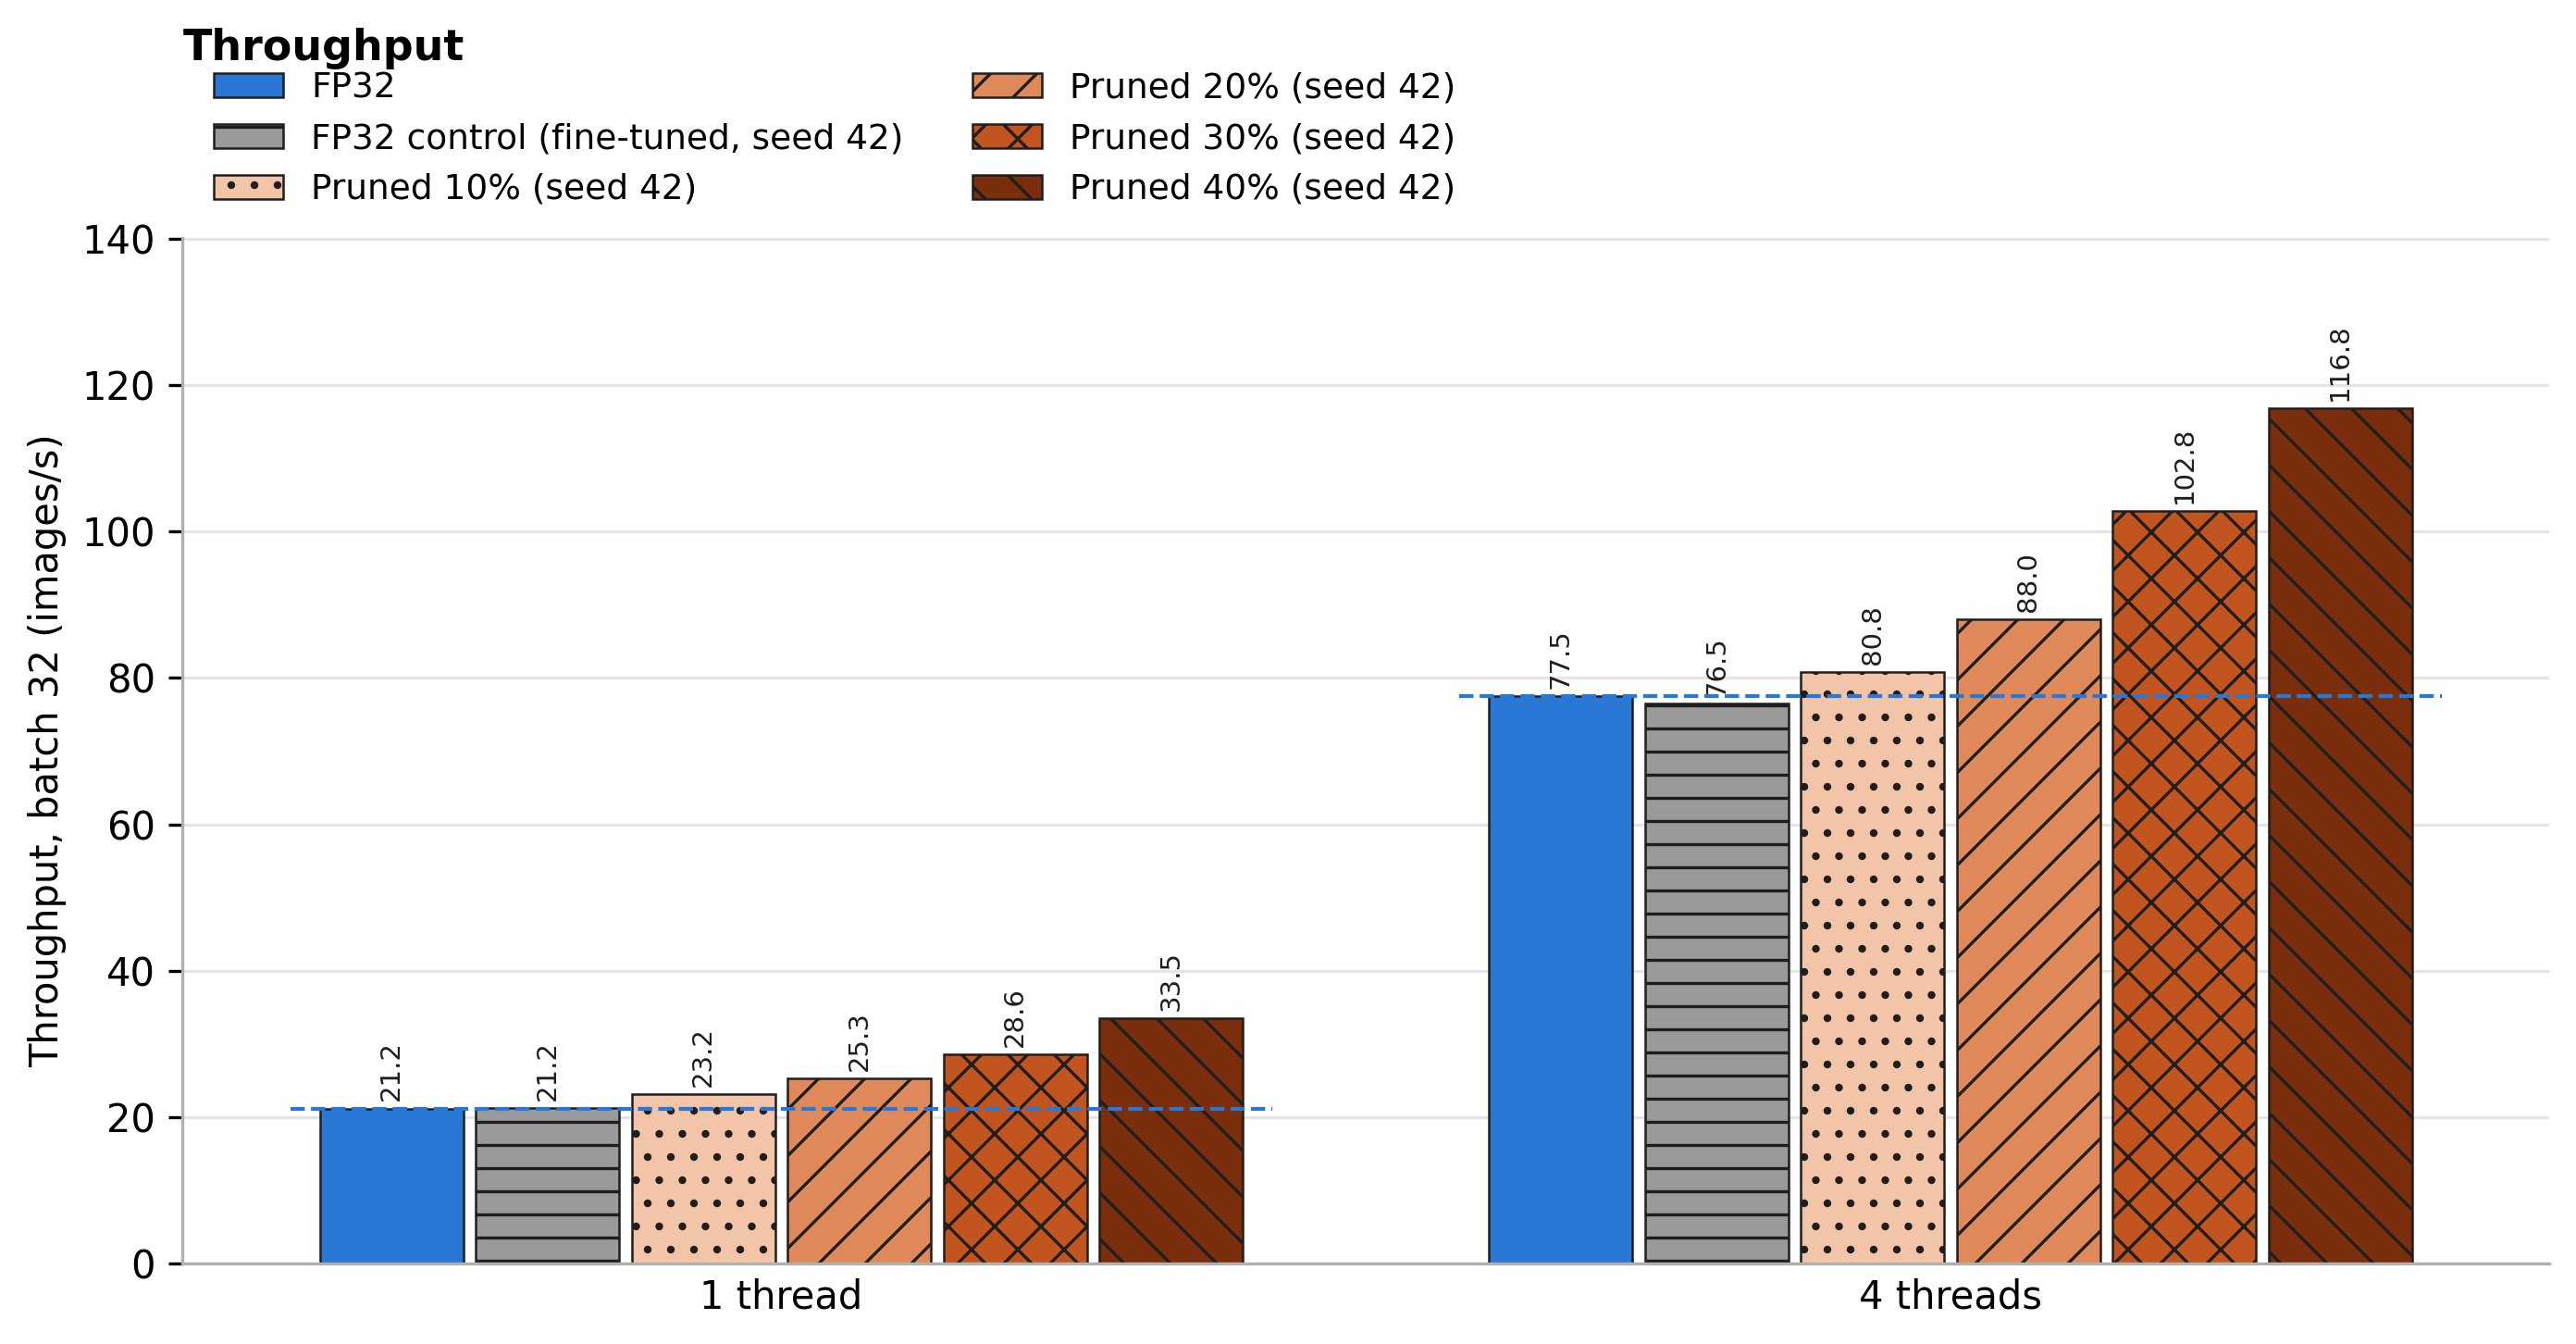 Throughput
FP32
FP32 control (fine-tuned, seed 42)
Pruned 10% (seed 42)
Pruned 20% (seed 42)
Pruned 30% (seed 42)
Pruned 40% (seed 42)
Throughput, batch 32 (images/s)
140
120
100
80
60
40
20
0
21.2
21.2
23.2
25.3
28.6
33.5
77.5
76.5
80.8
88.0
102.8
116.8
1 thread
4 threads